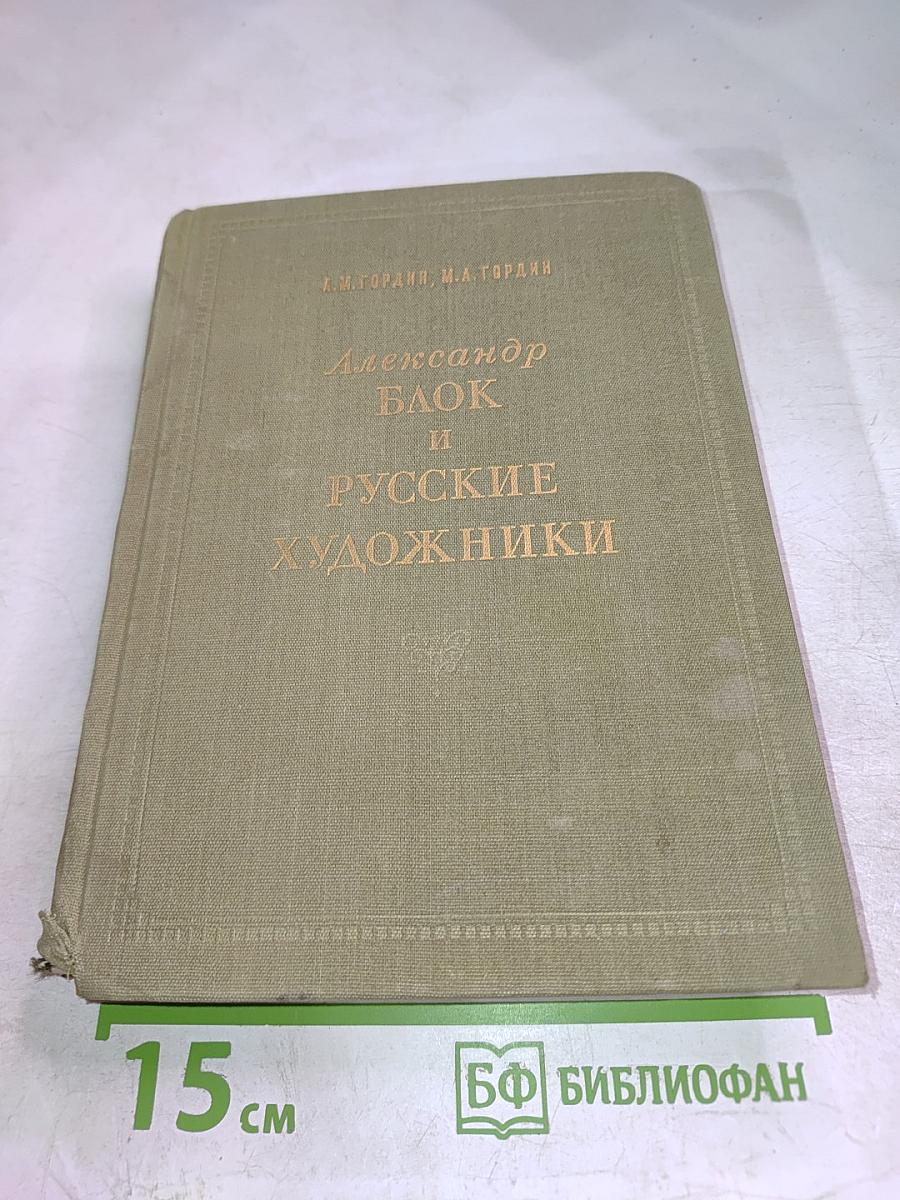 А.М.ГОРДИН, М.А.ГОРДИН
Александр
БЛОК
и
РУССКИЕ
ХУДОЖНИКИ
15 см
БФ БИБЛИОФАН